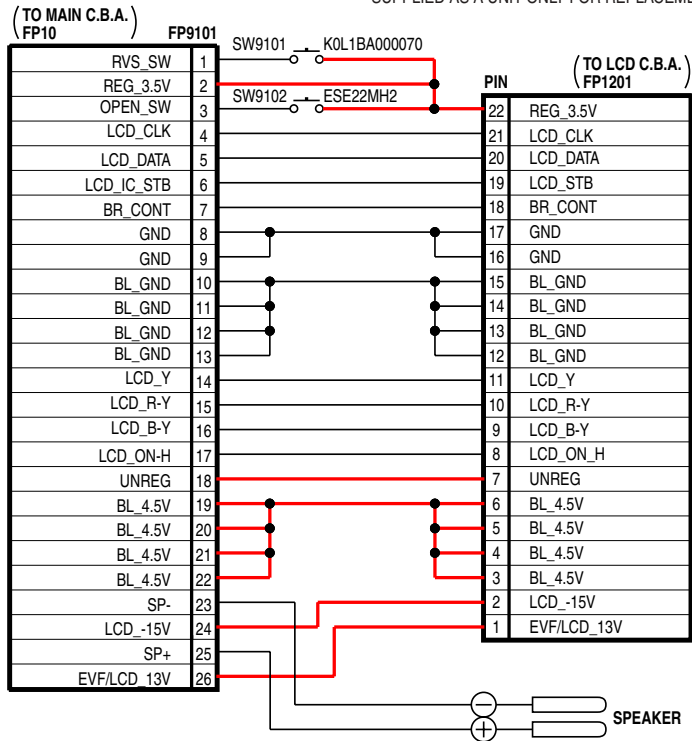 SUPPLIED AS A UNIT ONLY FOR REPLACEME
(TO MAIN C.B.A.)
FP10
FP9101
SW9101 K0L1BA000070
SW9102 ESE22MH2
RVS_SW 1
REG_3.5V 2
OPEN_SW 3
LCD_CLK 4
LCD_DATA 5
LCD_IC_STB 6
BR_CONT 7
GND 8
GND 9
BL_GND 10
BL_GND 11
BL_GND 12
BL_GND 13
LCD_Y 14
LCD_R-Y 15
LCD_B-Y 16
LCD_ON-H 17
UNREG 18
BL_4.5V 19
BL_4.5V 20
BL_4.5V 21
BL_4.5V 22
SP- 23
LCD_-15V 24
SP+ 25
EVF/LCD_13V 26
(TO LCD C.B.A.)
FP1201
PIN
22 REG_3.5V
21 LCD_CLK
20 LCD_DATA
19 LCD_STB
18 BR_CONT
17 GND
16 GND
15 BL_GND
14 BL_GND
13 BL_GND
12 BL_GND
11 LCD_Y
10 LCD_R-Y
9 LCD_B-Y
8 LCD_ON_H
7 UNREG
6 BL_4.5V
5 BL_4.5V
4 BL_4.5V
3 BL_4.5V
2 LCD_-15V
1 EVF/LCD_13V
−
+
SPEAKER